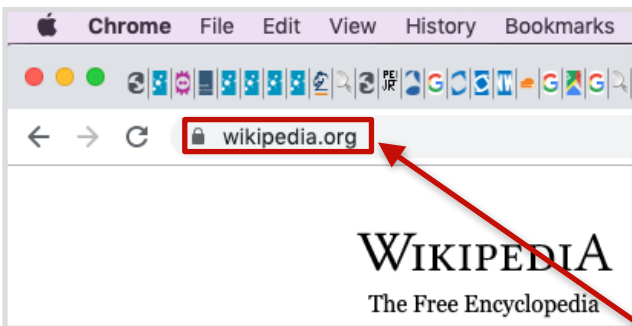 Chrome File Edit View History Bookmarks
wikipedia.org
WIKIPEDIA
The Free Encyclopedia